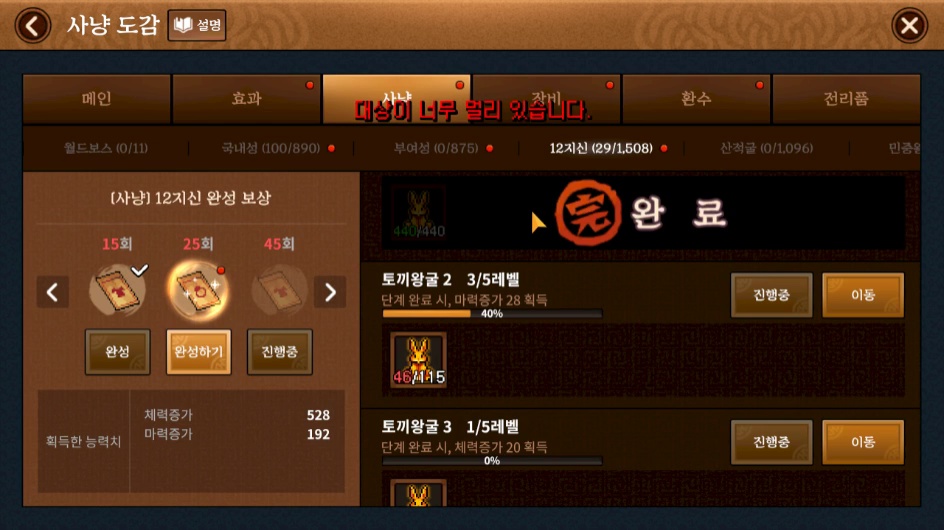 사냥 도감 설명
메인 효과 사냥 장비 환수 전리품
대상이 너무 멀리 있습니다.
월드보스 (0/11) 국내성 (100/890) 부여성 (0/875) 12지신 (29/1,508) 산적굴 (0/1,096)
[사냥] 12지신 완성 보상
15회 25회 45회
완성 완성하기 진행중
획득한 능력치
체력증가 528
마력증가 192
440/440
完 완 료
토끼왕굴 2 3/5레벨
단계 완료 시, 마력증가 28 획득
40%
진행중 이동
46/115
토끼왕굴 3 1/5레벨
단계 완료 시, 체력증가 20 획득
0%
진행중 이동